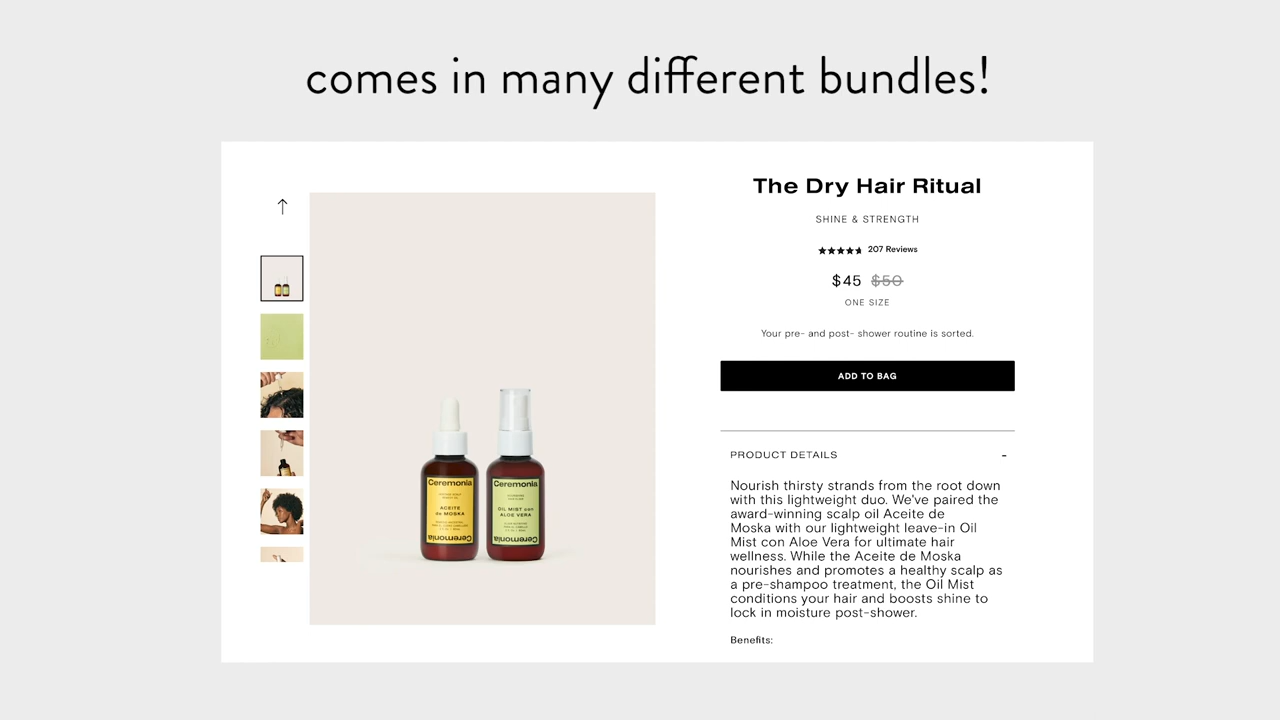 comes in many different bundles!
The Dry Hair Ritual
SHINE & STRENGTH
207 Reviews
$45 $50
ONE SIZE
Your pre- and post- shower routine is sorted.
ADD TO BAG
PRODUCT DETAILS -
Nourish thirsty strands from the root down
with this lightweight duo. We've paired the
award-winning scalp oil Aceite de
Moska with our lightweight leave-in Oil
Mist con Aloe Vera for ultimate hair
wellness. While the Aceite de Moska
nourishes and promotes a healthy scalp as
a pre-shampoo treatment, the Oil Mist
conditions your hair and boosts shine to
lock in moisture post-shower.
Benefits:
Ceremonia
ACEITE
de MOSKA
Ceremonia
Ceremonia
OIL MIST con
ALOE VERA
Ceremonia